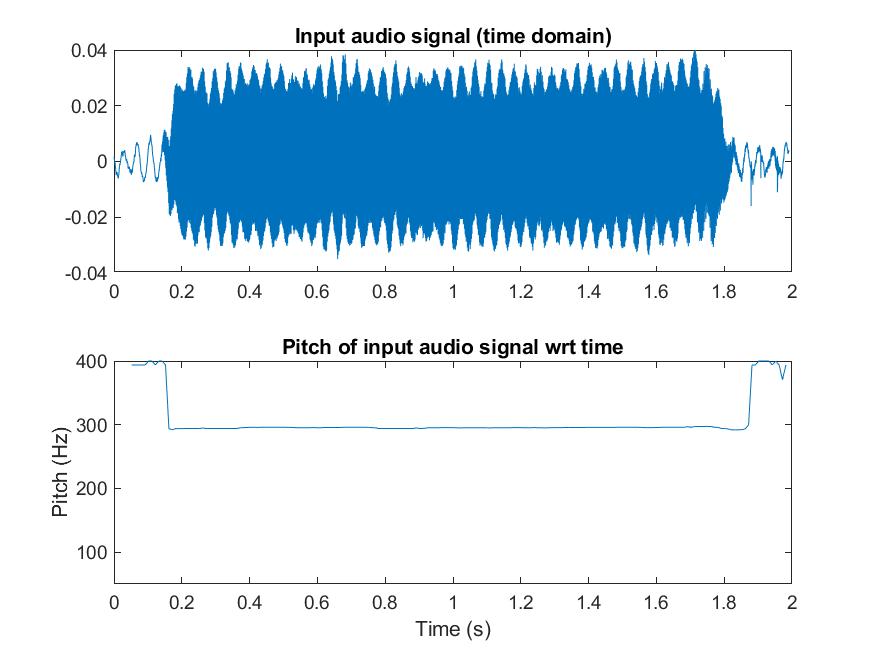 Input audio signal (time domain)
0.04
0.02
0
-0.02
-0.04
0 0.2 0.4 0.6 0.8 1 1.2 1.4 1.6 1.8 2
Pitch of input audio signal wrt time
400
300
200
100
Pitch (Hz)
0 0.2 0.4 0.6 0.8 1 1.2 1.4 1.6 1.8 2
Time (s)